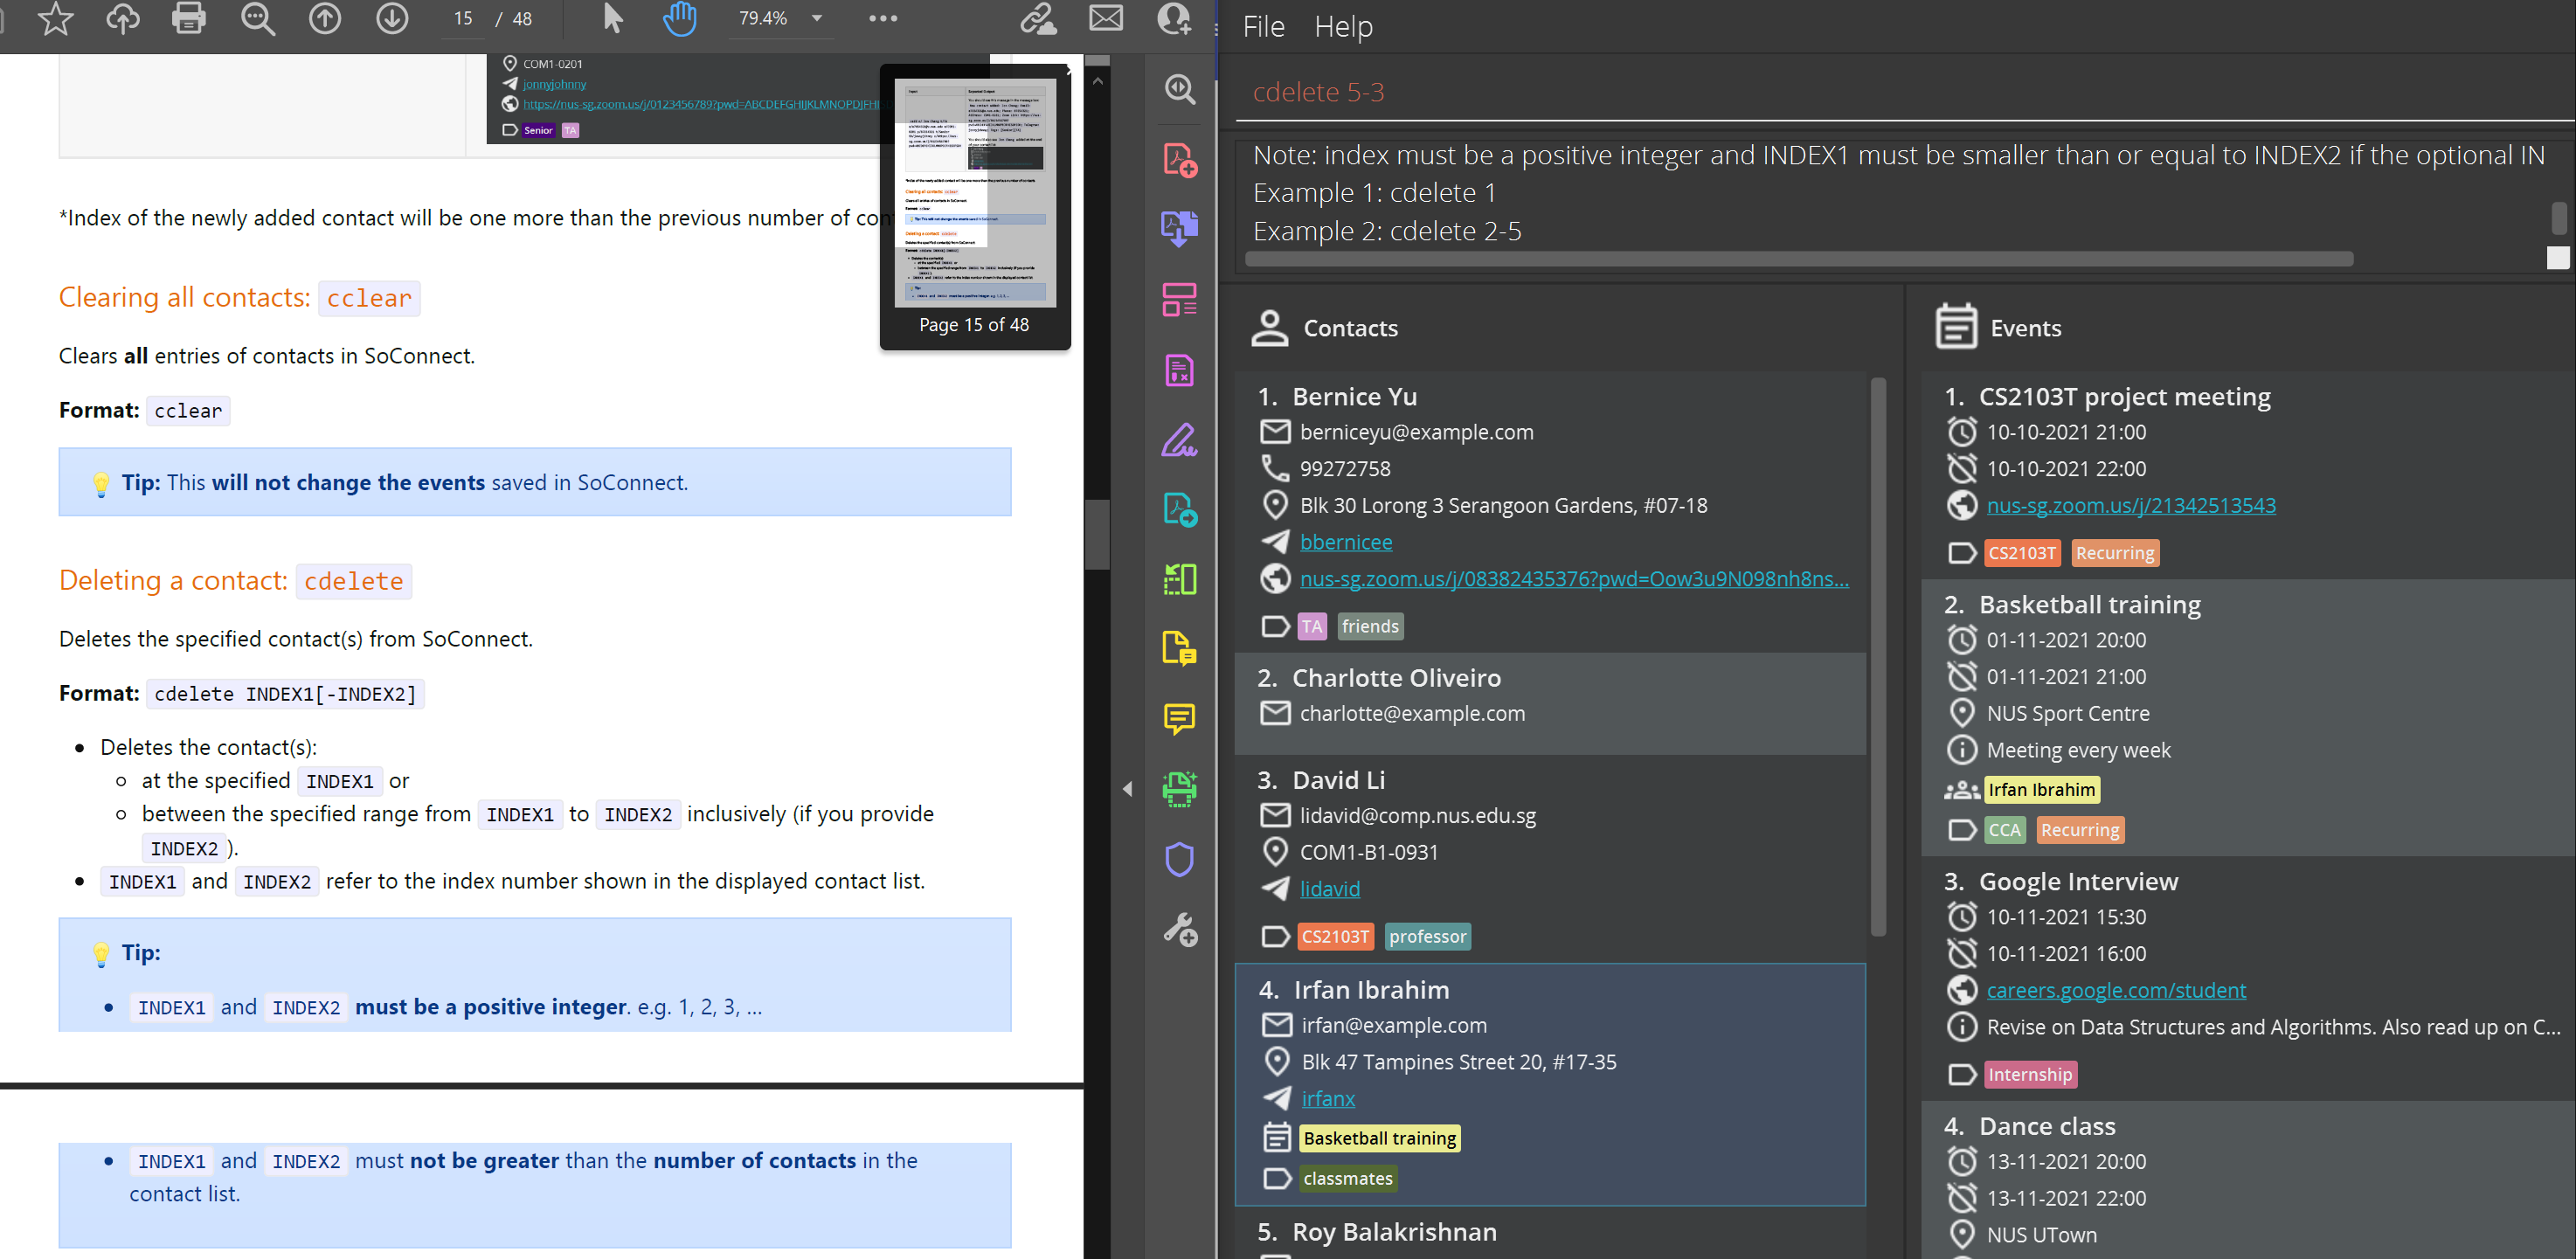 15 / 48
79.4%
COM1-0201
jonnyjohnny
https://nus-sg.zoom.us/j/0123456789?pwd=ABCDEFGHIJKLMNOPDJFHI
Senior TA
*Index of the newly added contact will be one more than the previous number of con
Page 15 of 48
Clearing all contacts: cclear
Clears all entries of contacts in SoConnect.
Format: cclear
Tip: This will not change the events saved in SoConnect.
Deleting a contact: cdelete
Deletes the specified contact(s) from SoConnect.
Format: cdelete INDEX1[-INDEX2]
Deletes the contact(s):
at the specified INDEX1 or
between the specified range from INDEX1 to INDEX2 inclusively (if you provide
INDEX2 ).
INDEX1 and INDEX2 refer to the index number shown in the displayed contact list.
Tip:
INDEX1 and INDEX2 must be a positive integer. e.g. 1, 2, 3, ...
INDEX1 and INDEX2 must not be greater than the number of contacts in the
contact list.
File Help
cdelete 5-3
Note: index must be a positive integer and INDEX1 must be smaller than or equal to INDEX2 if the optional IN
Example 1: cdelete 1
Example 2: cdelete 2-5
Contacts
1. Bernice Yu
berniceyu@example.com
99272758
Blk 30 Lorong 3 Serangoon Gardens, #07-18
bbernicee
nus-sg.zoom.us/j/08382435376?pwd=Oow3u9N098nh8ns...
TA friends
2. Charlotte Oliveiro
charlotte@example.com
3. David Li
lidavid@comp.nus.edu.sg
COM1-B1-0931
lidavid
CS2103T professor
4. Irfan Ibrahim
irfan@example.com
Blk 47 Tampines Street 20, #17-35
irfanx
Basketball training
classmates
5. Roy Balakrishnan
Events
1. CS2103T project meeting
10-10-2021 21:00
10-10-2021 22:00
nus-sg.zoom.us/j/21342513543
CS2103T Recurring
2. Basketball training
01-11-2021 20:00
01-11-2021 21:00
NUS Sport Centre
Meeting every week
Irfan Ibrahim
CCA Recurring
3. Google Interview
10-11-2021 15:30
10-11-2021 16:00
careers.google.com/student
Revise on Data Structures and Algorithms. Also read up on C...
Internship
4. Dance class
13-11-2021 20:00
13-11-2021 22:00
NUS UTown